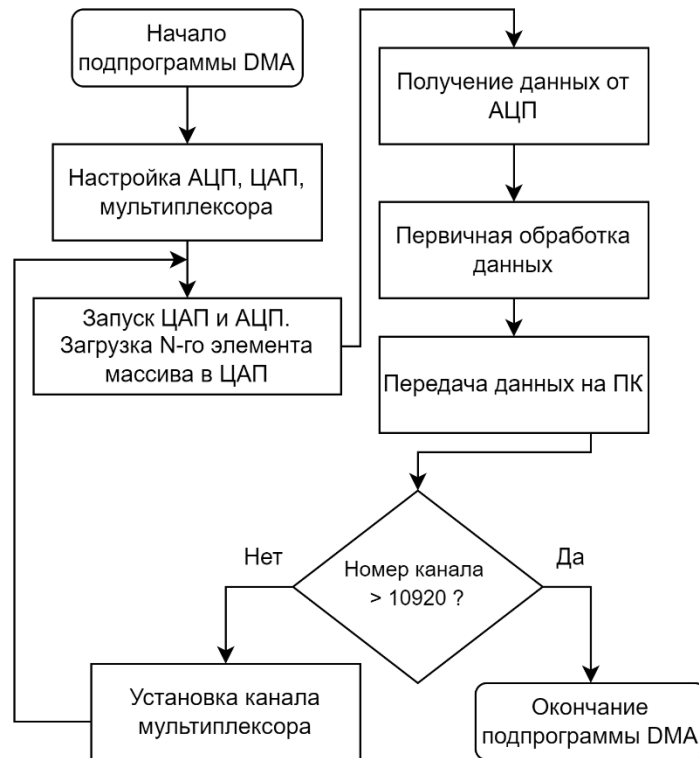 Начало
подпрограммы DMA
Настройка АЦП, ЦАП,
мультиплексора
Запуск ЦАП и АЦП.
Загрузка N-го элемента
массива в ЦАП
Получение данных от
АЦП
Первичная обработка
данных
Передача данных на ПК
Номер канала
> 10920 ?
Нет
Да
Установка канала
мультиплексора
Окончание
подпрограммы DMA